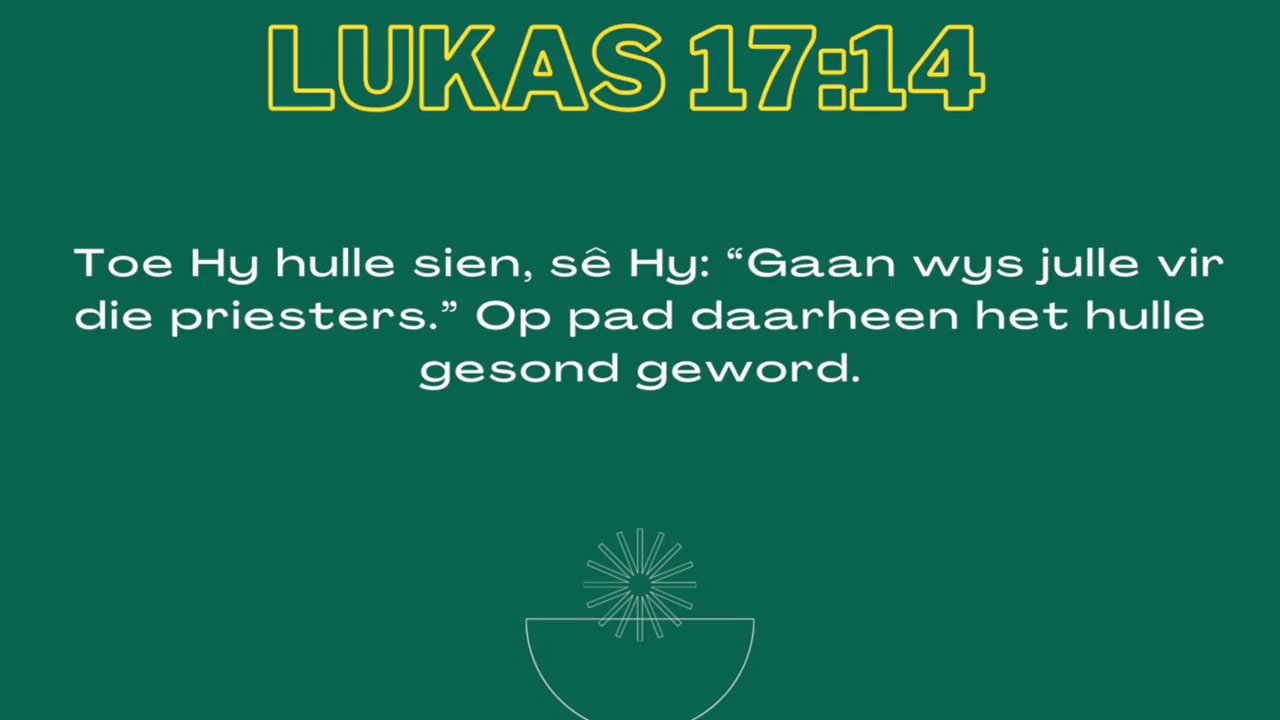 LUKAS 17:14
Toe Hy hulle sien, sê Hy: “Gaan wys julle vir
die priesters.” Op pad daarheen het hulle
gesond geword.